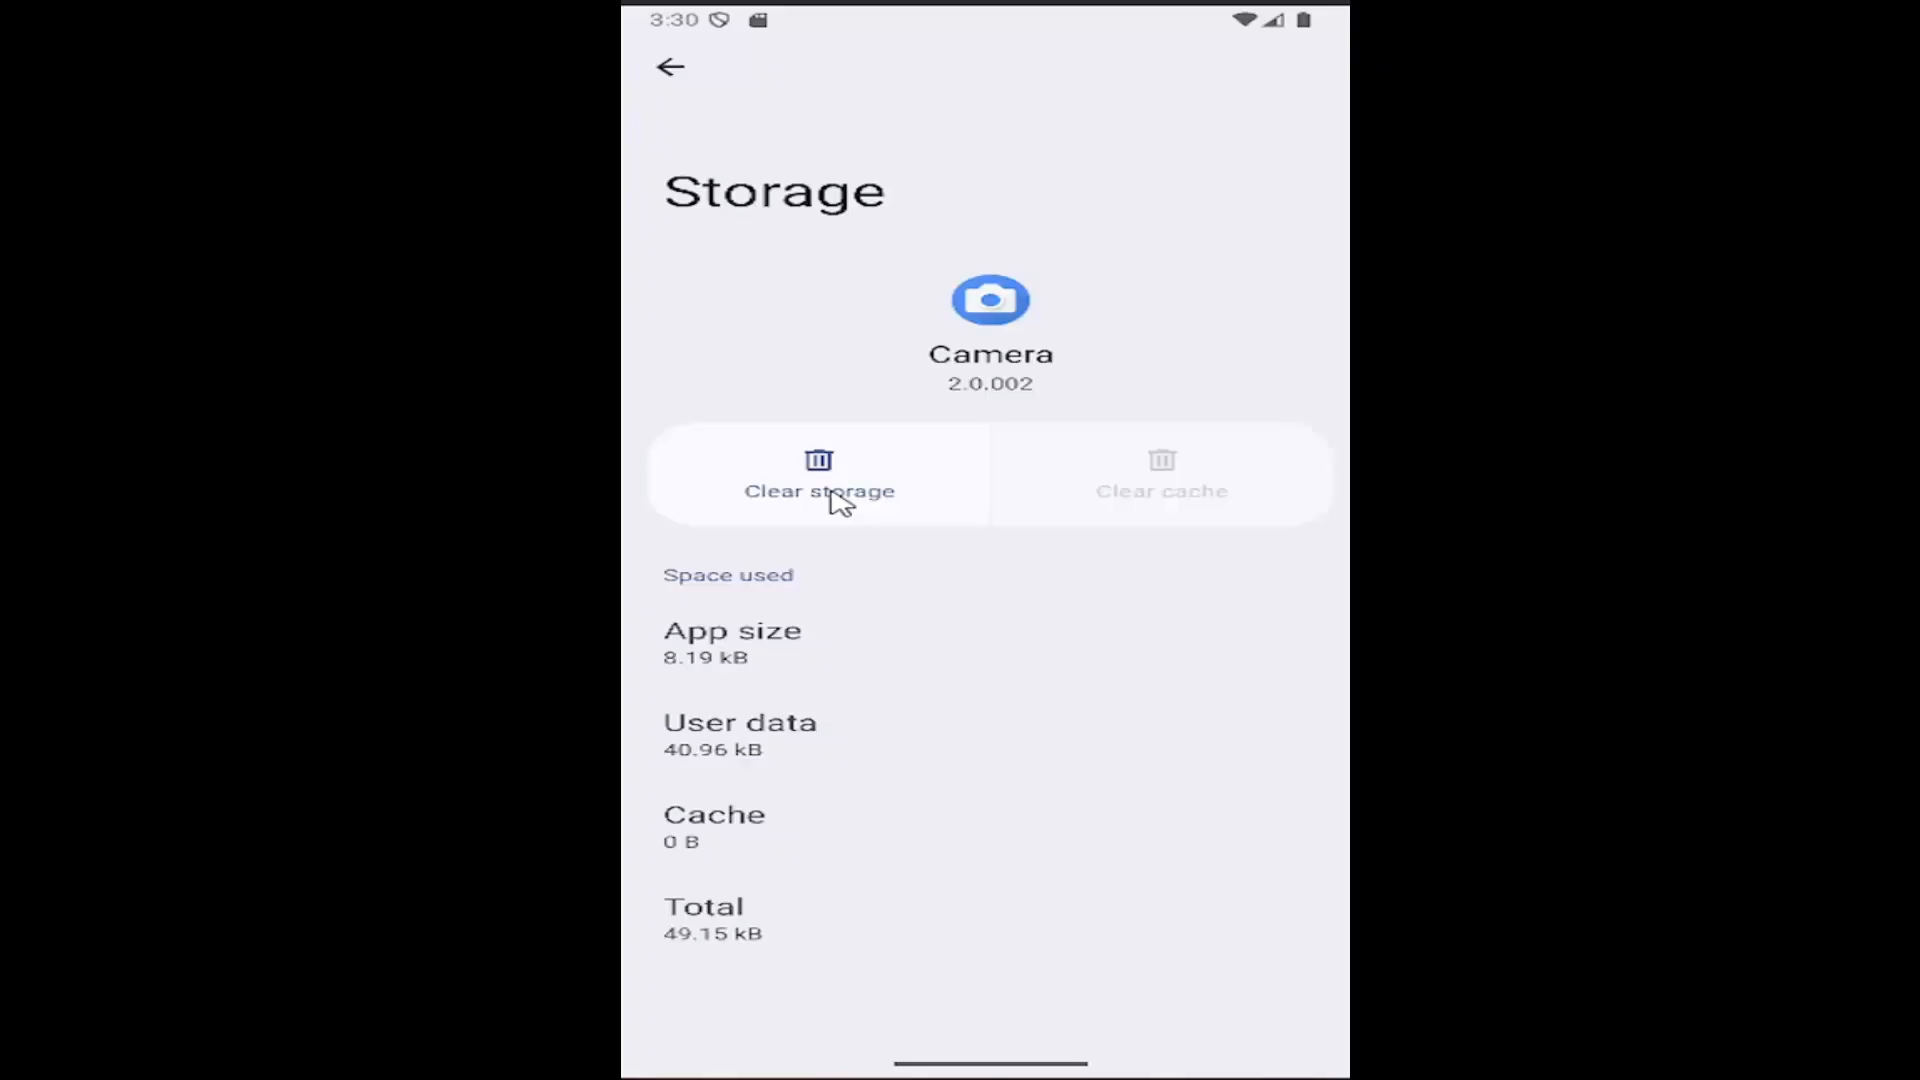 3:30
Storage
Camera
2.0.002
Clear storage
Clear cache
Space used
App size
8.19 kB
User data
40.96 kB
Cache
0 B
Total
49.15 kB